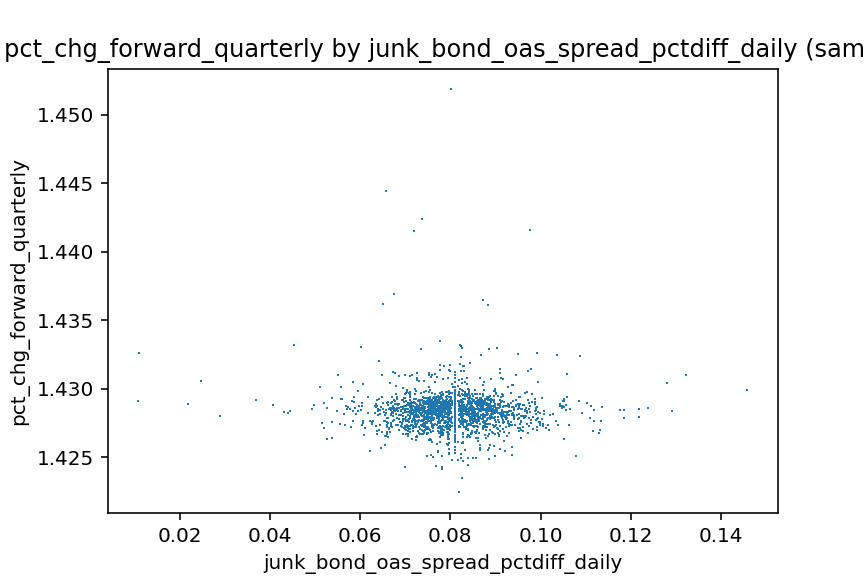 pct_chg_forward_quarterly by junk_bond_oas_spread_pctdiff_daily (sam
1.450
1.445
1.440
1.435
1.430
1.425
pct_chg_forward_quarterly
0.02 0.04 0.06 0.08 0.10 0.12 0.14
junk_bond_oas_spread_pctdiff_daily